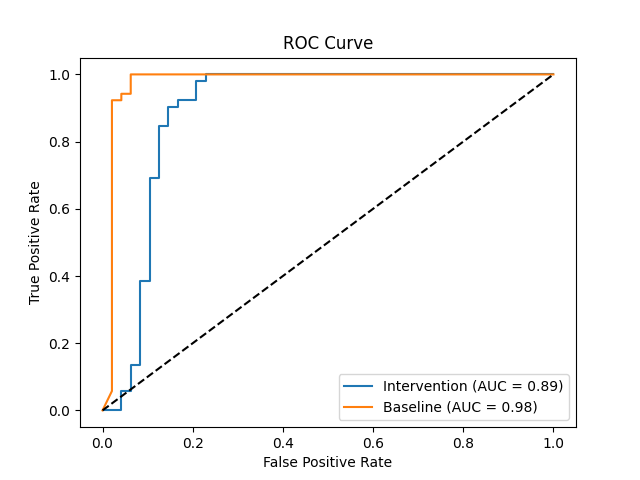 ROC Curve
True Positive Rate
1.0
0.8
0.6
0.4
0.2
0.0
Intervention (AUC = 0.89)
Baseline (AUC = 0.98)
0.0 0.2 0.4 0.6 0.8 1.0
False Positive Rate